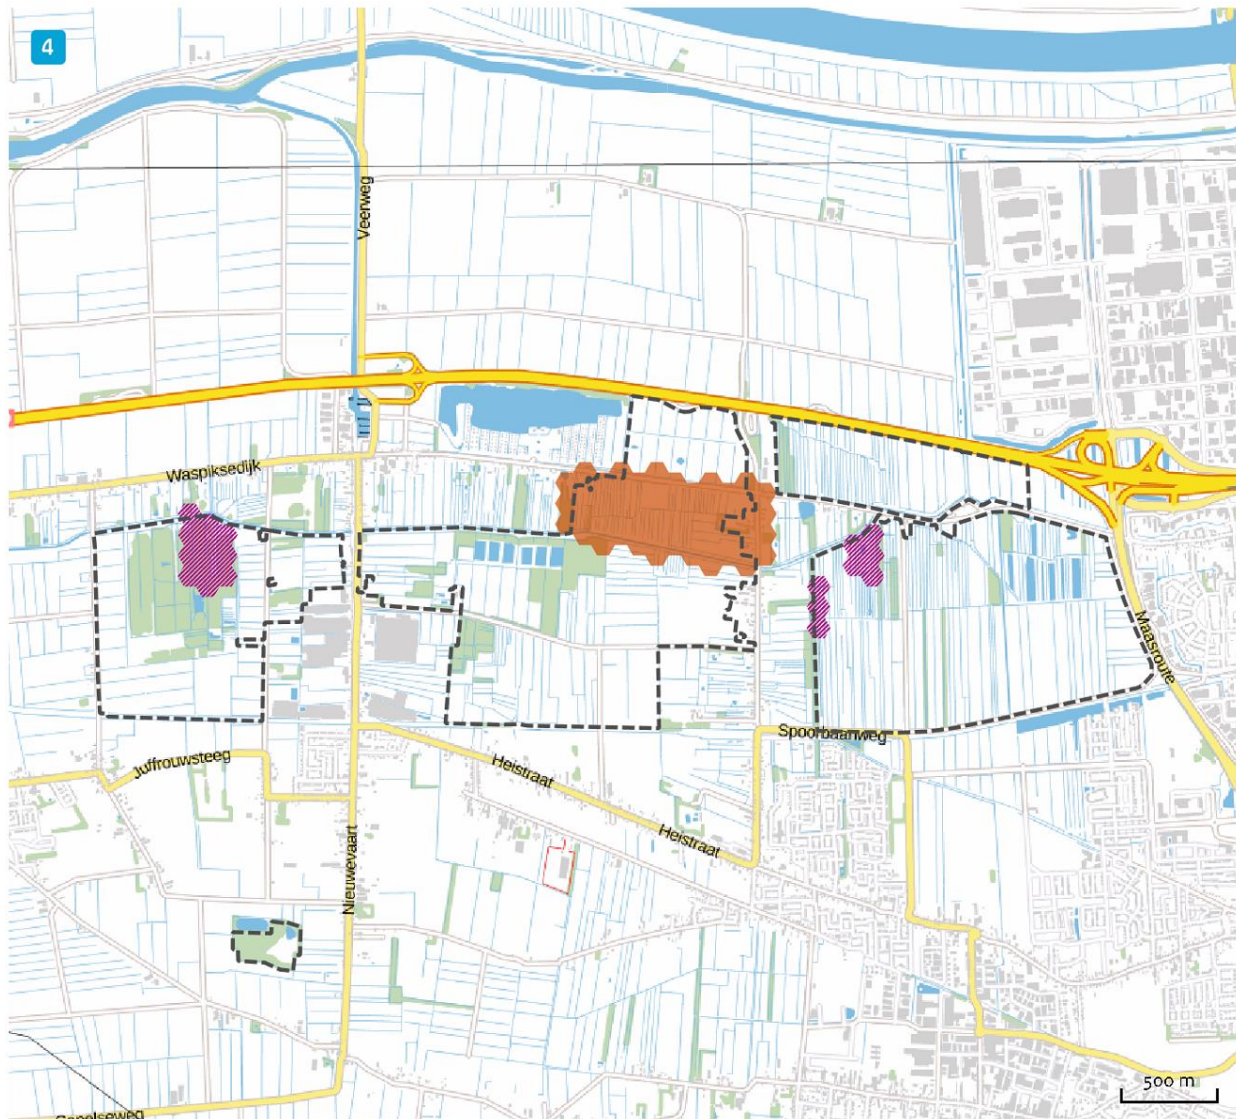 4
Veerweg
Waspiksedijk
Maasroute
Spoorbaanweg
Juffrouwsteeg
Heistraat
Heistraat
Nieuwevaart
500 m